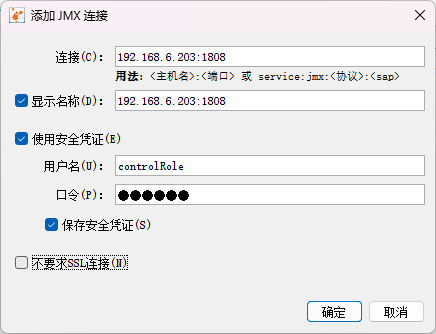 添加 JMX 连接
连接(C): 192.168.6.203:1808
用法: <主机名>:<端口> 或 service:jmx:<协议>:<sap>
显示名称(D): 192.168.6.203:1808
使用安全凭证(E)
用户名(U): controlRole
口令(P): ●●●●●●
保存安全凭证(S)
不要求SSL连接(N)
确定 取消